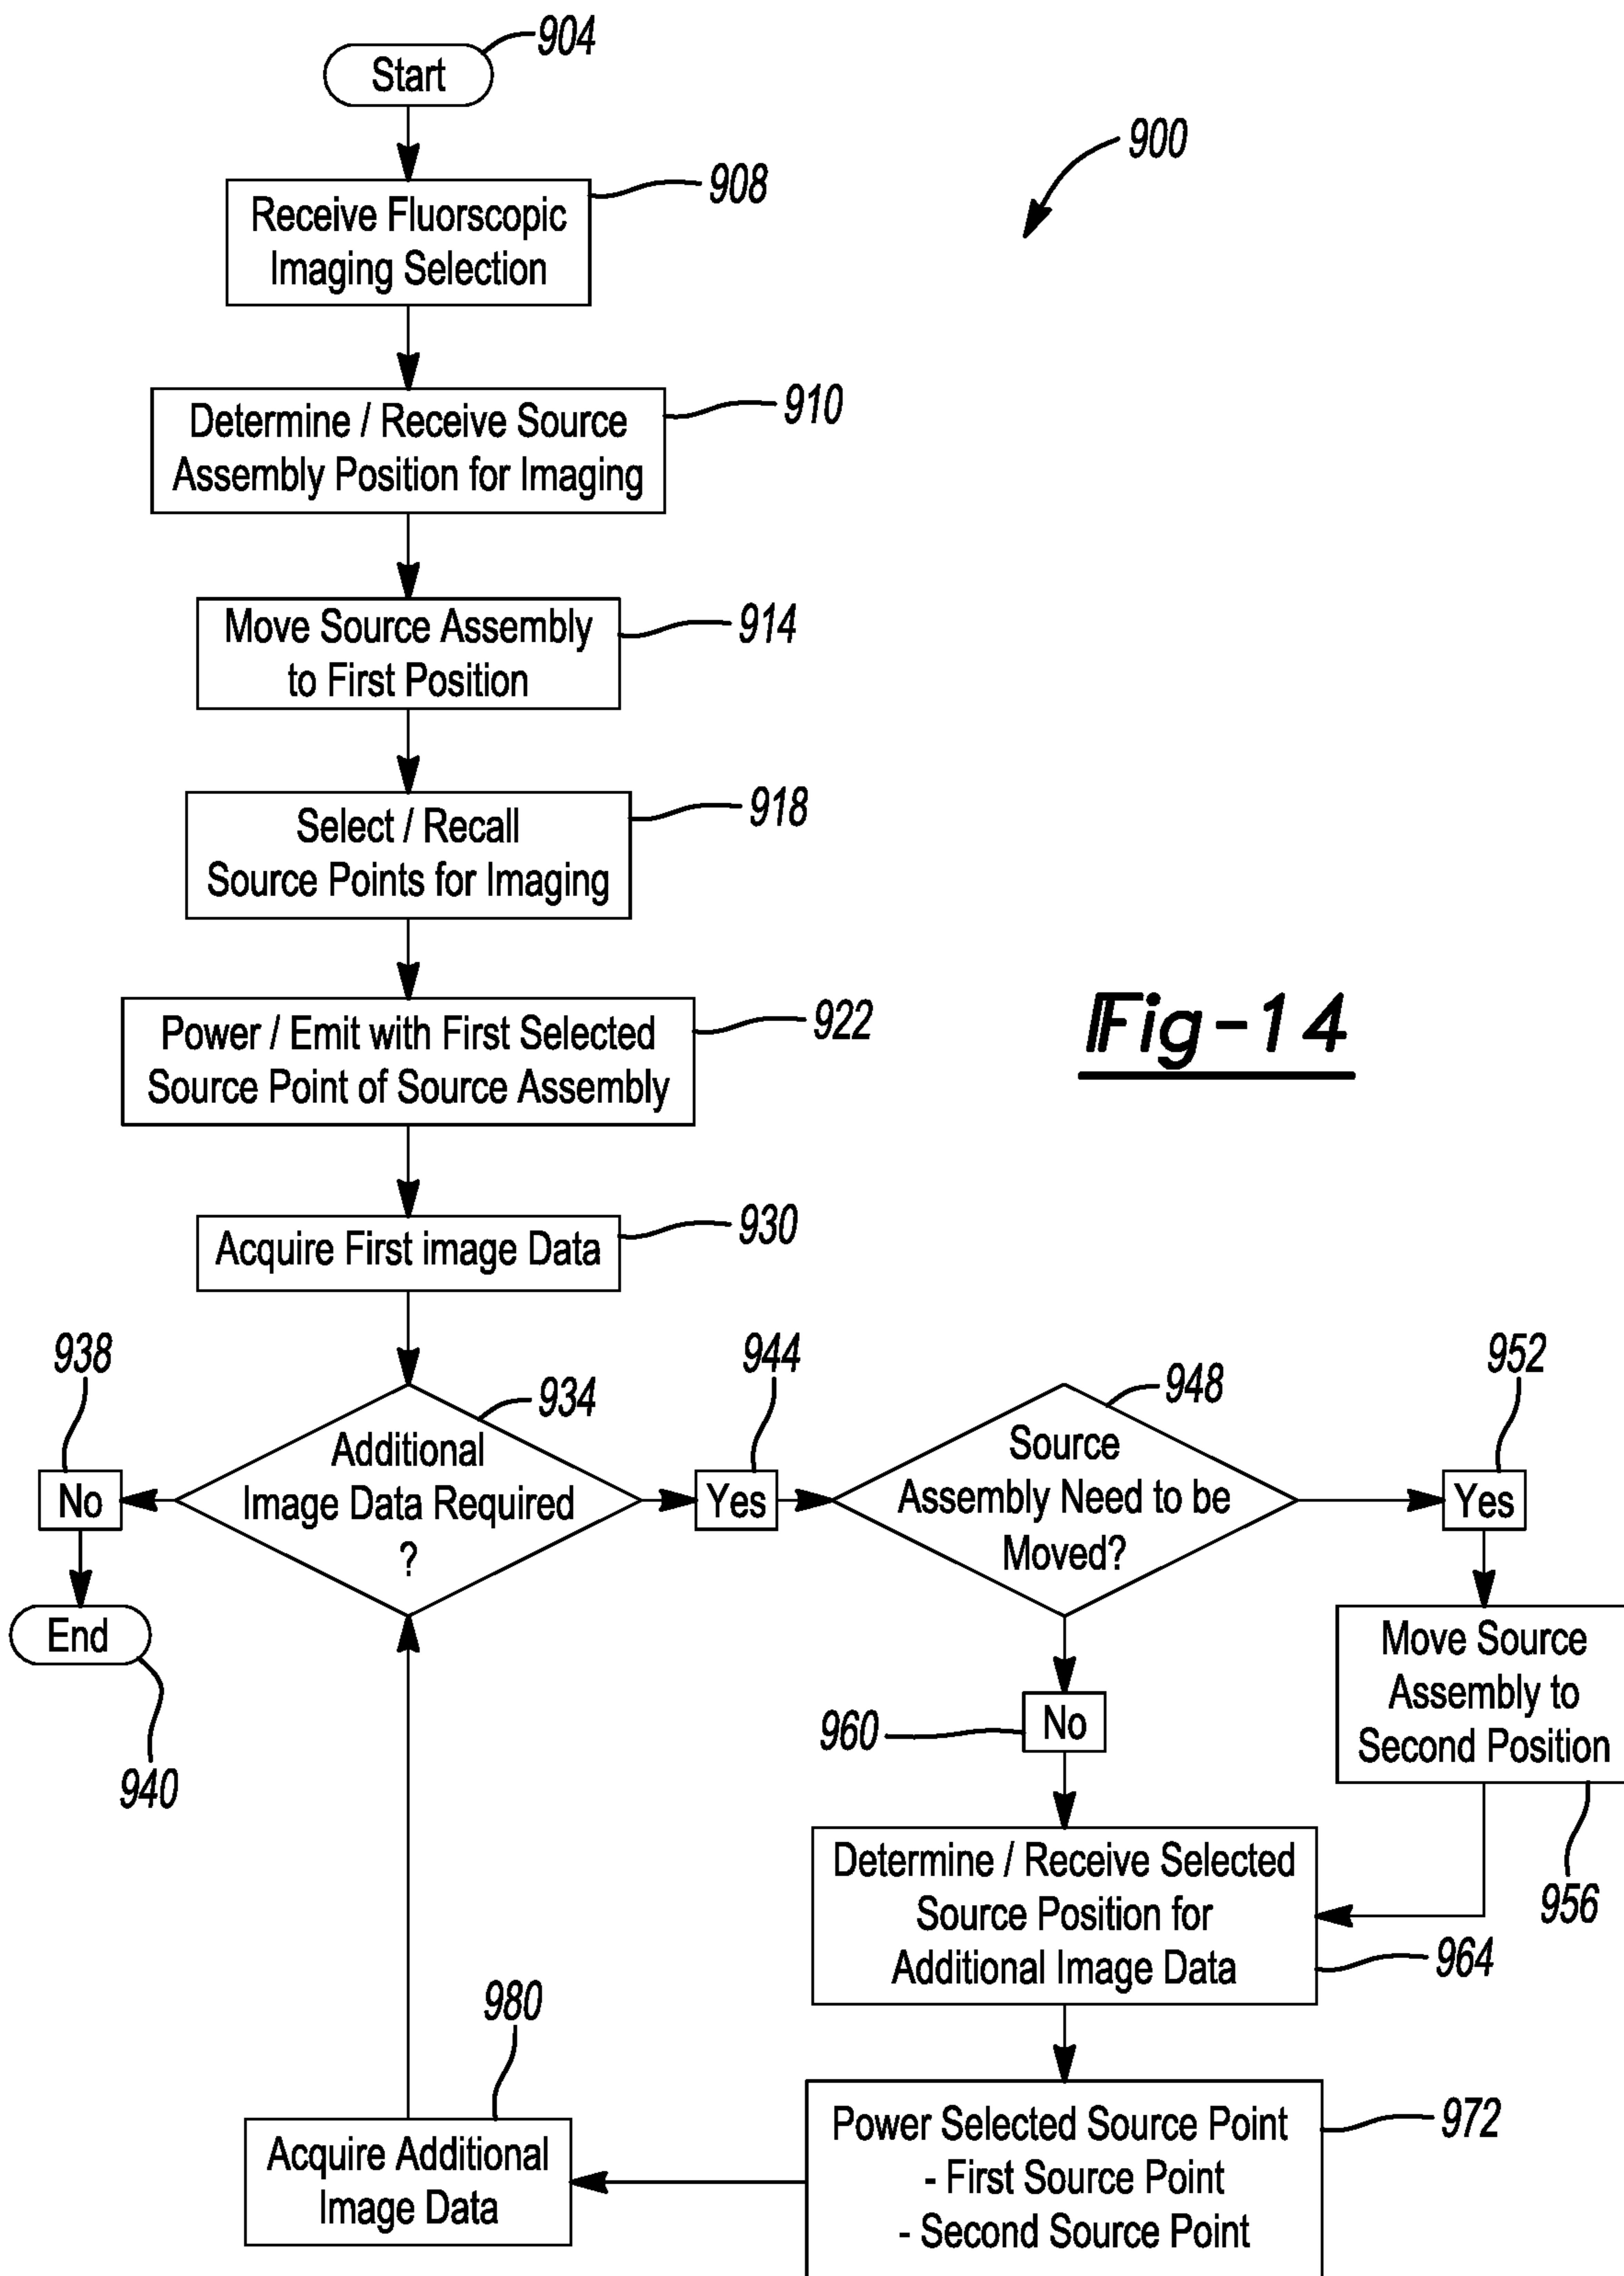 904
Start
900
908
Receive Fluorscopic
Imaging Selection
910
Determine / Receive Source
Assembly Position for Imaging
914
Move Source Assembly
to First Position
918
Select / Recall
Source Points for Imaging
922
Power / Emit with First Selected
Source Point of Source Assembly
Fig-14
930
Acquire First image Data
938
944
952
934
948
Additional
Image Data Required
?
No
Yes
Source
Assembly Need to be
Moved?
Yes
End
940
960
No
Move Source
Assembly to
Second Position
956
Determine / Receive Selected
Source Position for
Additional Image Data
964
980
Acquire Additional
Image Data
972
Power Selected Source Point
- First Source Point
- Second Source Point